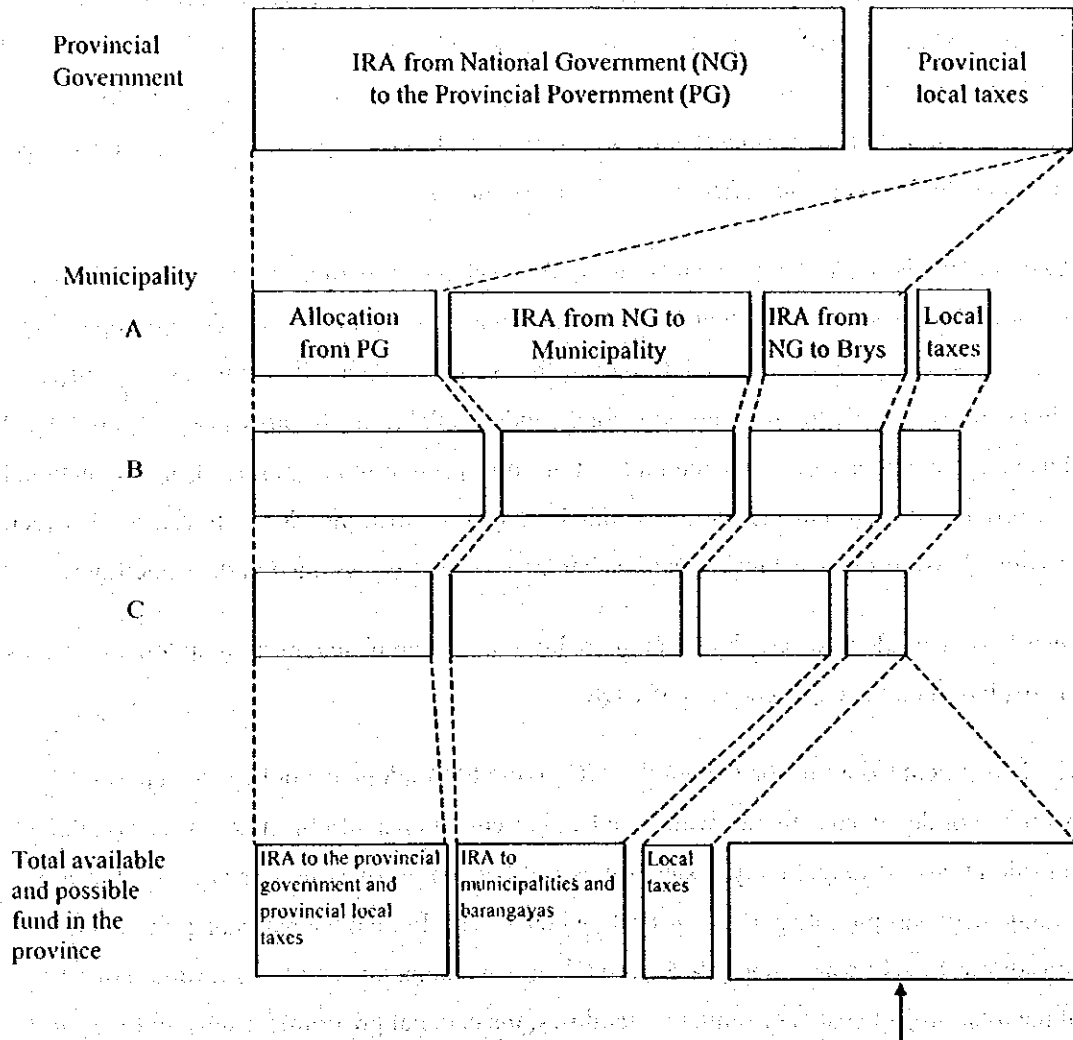 Provincial
Government
IRA from National Government (NG)
to the Provincial Povernment (PG)
Provincial
local taxes
Municipality
A
Allocation
from PG
IRA from NG to
Municipality
IRA from
NG to Brys
Local
taxes
B
C
Total available
and possible
fund in the
province
IRA to the provincial
government and
provincial local
taxes
IRA to
municipalities and
barangayas
Local
taxes